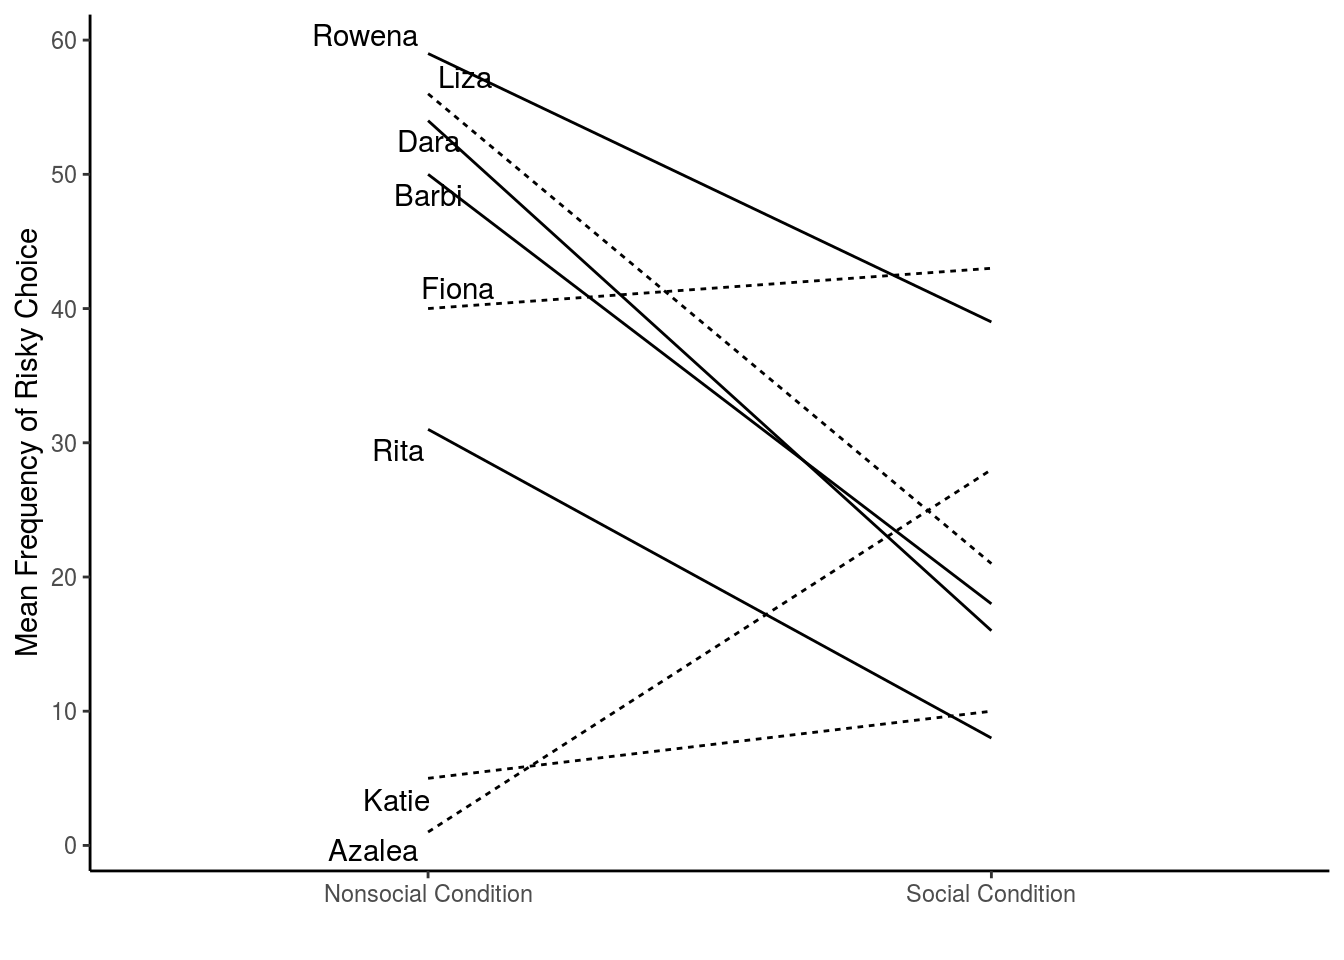 Mean Frequency of Risky Choice
60
50
40
30
20
10
0
Rowena
Liza
Dara
Barbi
Fiona
Rita
Katie
Azalea
Nonsocial Condition
Social Condition